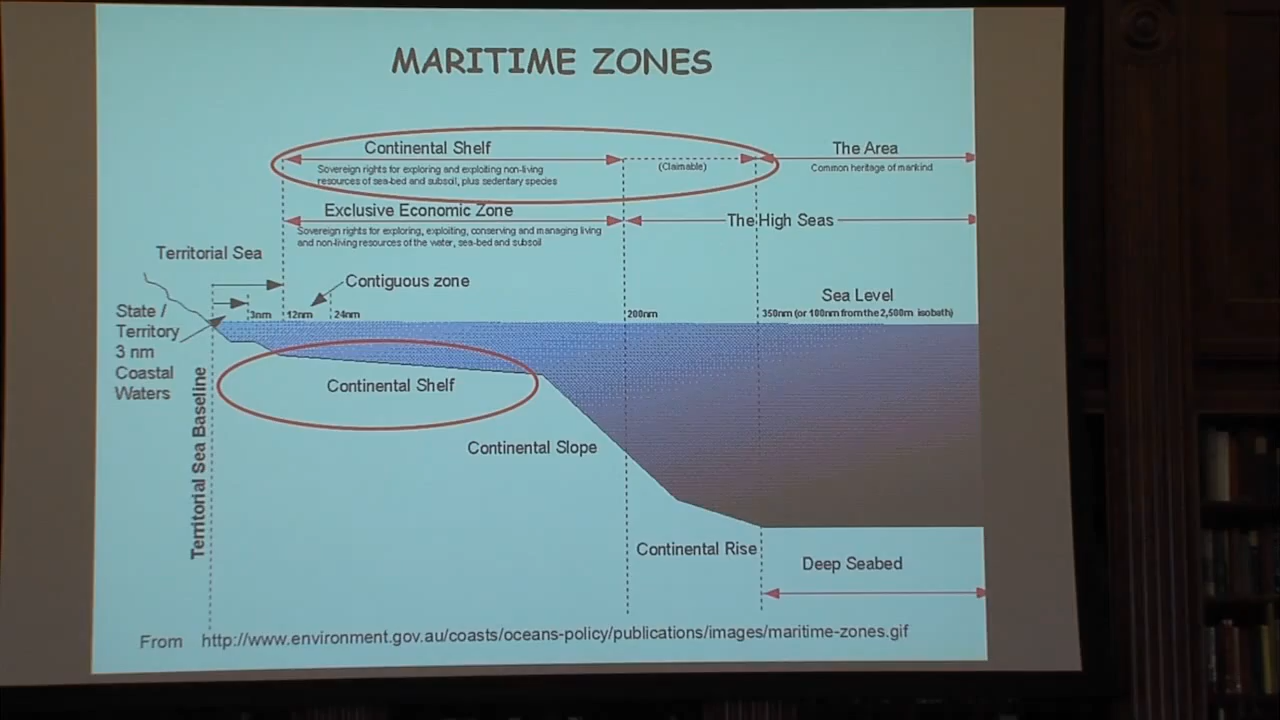 MARITIME ZONES
Continental Shelf
Sovereign rights for exploring and exploiting non-living
resources of sea-bed and subsoil, plus sedentary species
(Claimable)
The Area
Common heritage of mankind
Exclusive Economic Zone
Sovereign rights for exploring, exploiting, conserving and managing living
and non-living resources of the water, sea-bed and subsoil
The High Seas
Territorial Sea
Contiguous zone
State /
Territory
3 nm
Coastal
Waters
3nm
12nm
24nm
200nm
Sea Level
350nm (or 100nm from the 2,500m isobath)
Territorial Sea Baseline
Continental Shelf
Continental Slope
Continental Rise
Deep Seabed
From http://www.environment.gov.au/coasts/oceans-policy/publications/images/maritime-zones.gif